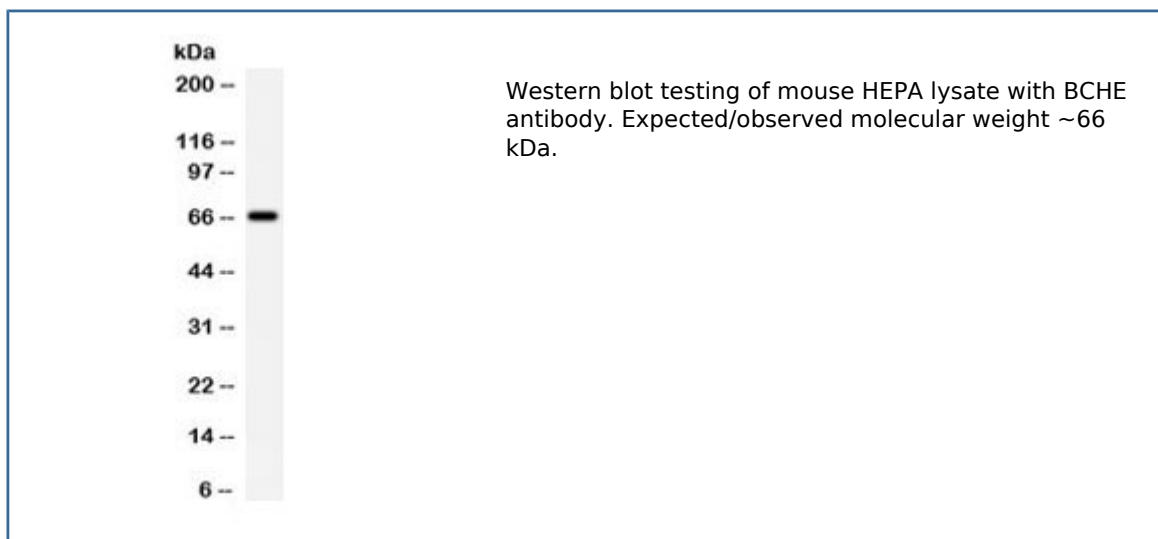 kDa
200 --
116 --
97 --
66 --
44 --
31 --
22 --
14 --
6 --
Western blot testing of mouse HEPA lysate with BCHE
antibody. Expected/observed molecular weight ~66
kDa.